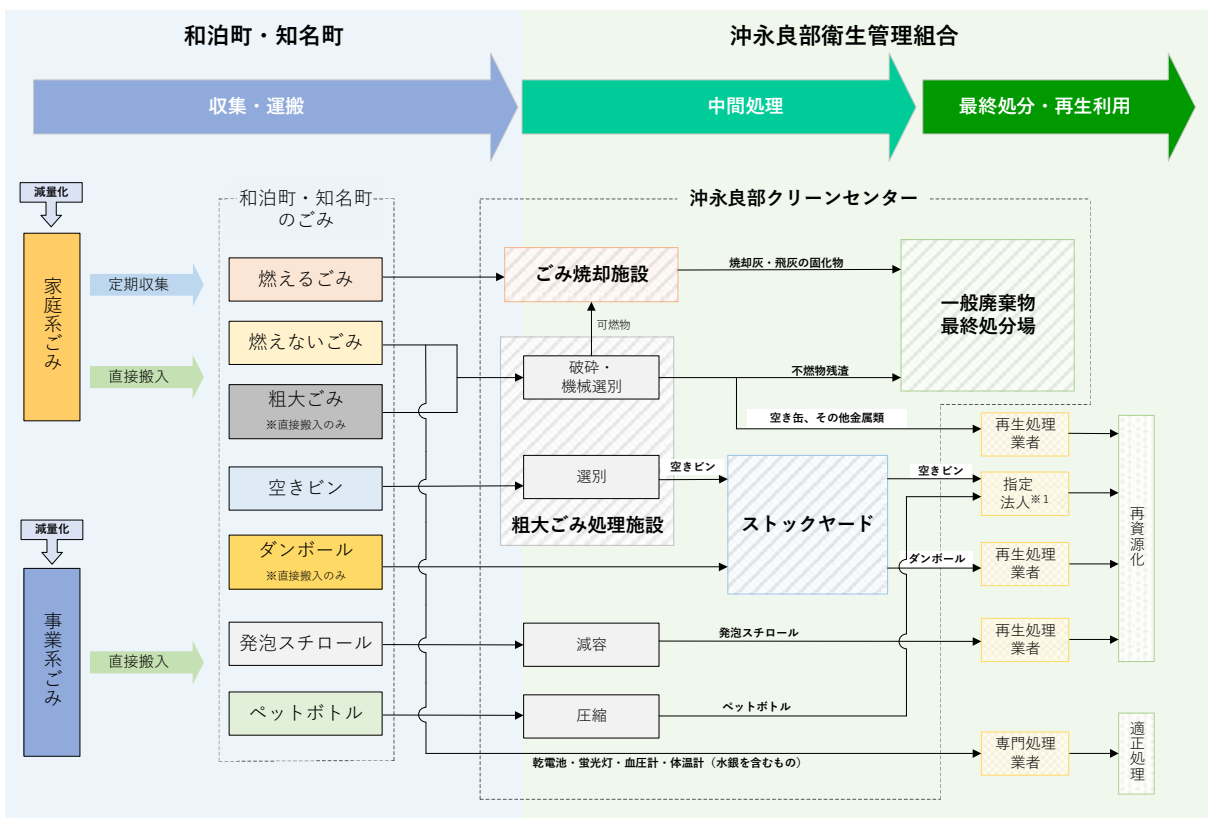 和泊町・知名町
沖永良部衛生管理組合
収集・運搬
中間処理
最終処分・再生利用
減量化
家庭系ごみ
定期収集
直接搬入
減量化
事業系ごみ
直接搬入
和泊町・知名町
のごみ
燃えるごみ
燃えないごみ
粗大ごみ
※直接搬入のみ
空きビン
ダンボール
※直接搬入のみ
発泡スチロール
ペットボトル
沖永良部クリーンセンター
ごみ焼却施設
可燃物
破砕・
機械選別
選別
粗大ごみ処理施設
減容
圧縮
焼却灰・飛灰の固化物
一般廃棄物
最終処分場
不燃物残渣
空き缶、その他金属類
空きビン
ストックヤード
空きビン
ダンボール
発泡スチロール
ペットボトル
乾電池・蛍光灯・血圧計・体温計（水銀を含むもの）
再生処理
業者
指定
法人※1
再生処理
業者
再生処理
業者
専門処理
業者
再資源化
適正処理